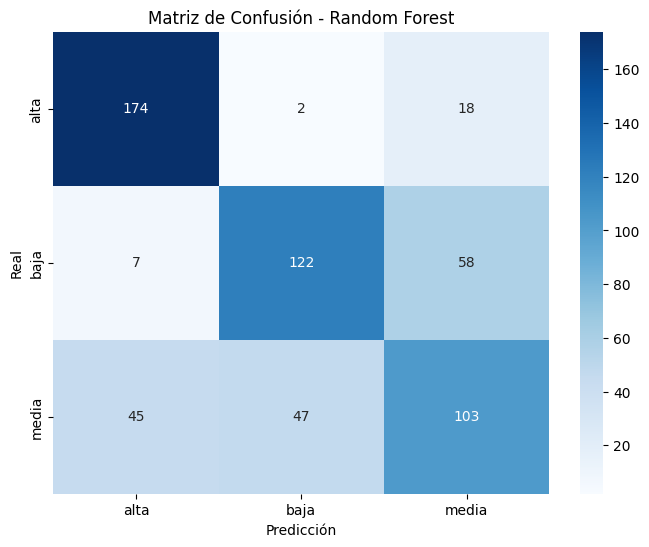 Matriz de Confusión - Random Forest
alta
174
2
18
160
140
120
100
80
60
40
20
Real
baja
7
122
58
media
45
47
103
alta
baja
media
Predicción